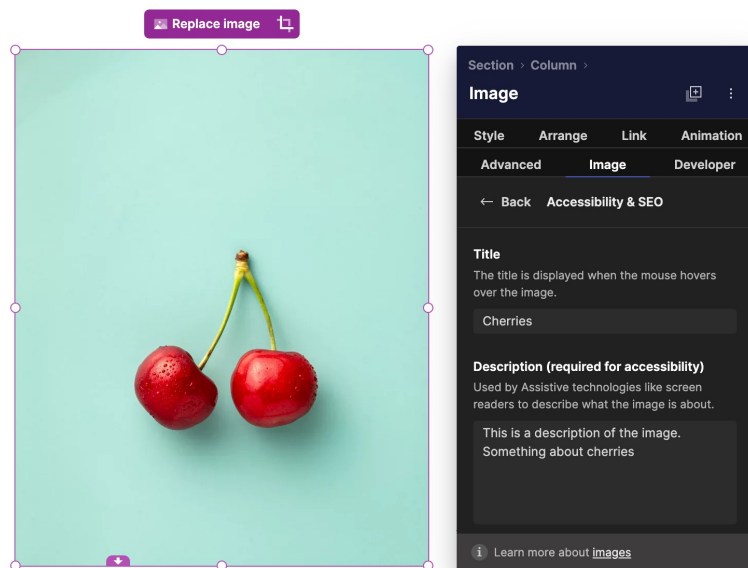 Replace image
Section › Column ›
Image
Style Arrange Link Animation
Advanced Image Developer
← Back Accessibility & SEO
Title
The title is displayed when the mouse hovers
over the image.
Cherries
Description (required for accessibility)
Used by Assistive technologies like screen
readers to describe what the image is about.
This is a description of the image.
Something about cherries
i Learn more about images